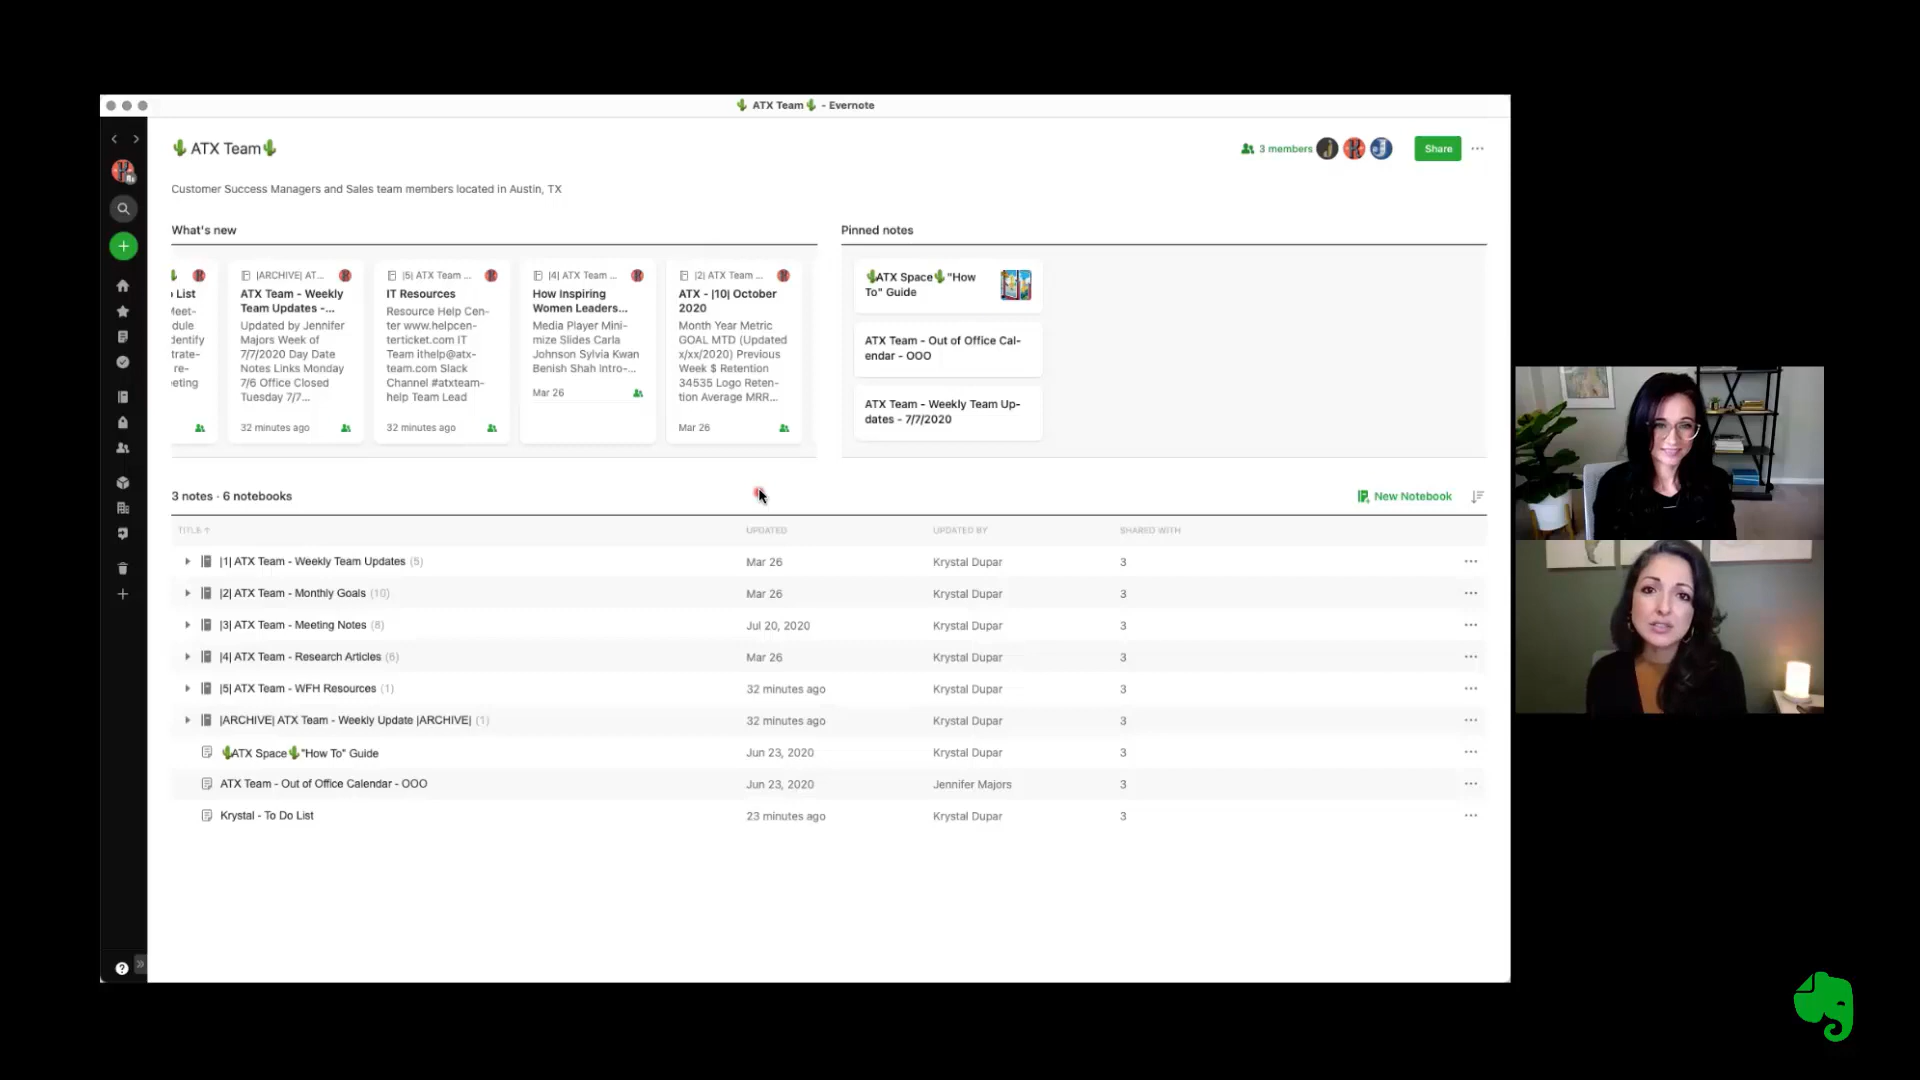 ATX Team - Evernote
ATX Team
3 members
Share
Customer Success Managers and Sales team members located in Austin, TX
What's new
Pinned notes
List
Meet-
dule
dentify
trate-
re-
eeting
|ARCHIVE| AT...
ATX Team - Weekly
Team Updates -...
Updated by Jennifer
Majors Week of
7/7/2020 Day Date
Notes Links Monday
7/6 Office Closed
Tuesday 7/7...
32 minutes ago
|5| ATX Team ...
IT Resources
Resource Help Cen-
ter www.helpcen-
terticket.com IT
Team ithelp@atx-
team.com Slack
Channel #atxteam-
help Team Lead
32 minutes ago
|4| ATX Team ...
How Inspiring
Women Leaders...
Media Player Mini-
mize Slides Carla
Johnson Sylvia Kwan
Benish Shah Intro-...
Mar 26
|2| ATX Team ...
ATX - |10| October
2020
Month Year Metric
GOAL MTD (Updated
x/xx/2020) Previous
Week $ Retention
34535 Logo Reten-
tion Average MRR...
Mar 26
ATX Space "How
To" Guide
ATX Team - Out of Office Cal-
endar - OOO
ATX Team - Weekly Team Up-
dates - 7/7/2020
3 notes · 6 notebooks
New Notebook
TITLE ↑ UPDATED UPDATED BY SHARED WITH
|1| ATX Team - Weekly Team Updates (5) Mar 26 Krystal Dupar 3
|2| ATX Team - Monthly Goals (10) Mar 26 Krystal Dupar 3
|3| ATX Team - Meeting Notes (8) Jul 20, 2020 Krystal Dupar 3
|4| ATX Team - Research Articles (6) Mar 26 Krystal Dupar 3
|5| ATX Team - WFH Resources (1) 32 minutes ago Krystal Dupar 3
|ARCHIVE| ATX Team - Weekly Update |ARCHIVE| (1) 32 minutes ago Krystal Dupar 3
ATX Space "How To" Guide Jun 23, 2020 Krystal Dupar 3
ATX Team - Out of Office Calendar - OOO Jun 23, 2020 Jennifer Majors 3
Krystal - To Do List 23 minutes ago Krystal Dupar 3